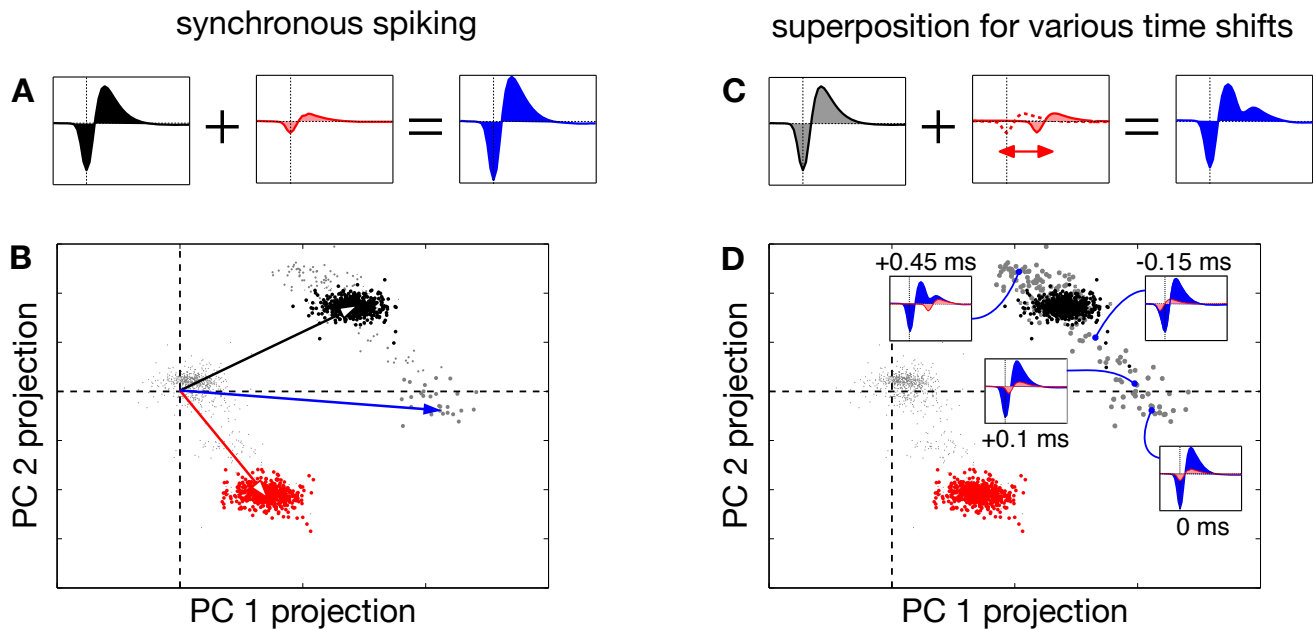 synchronous spiking
superposition for various time shifts
A
+
=
C
+
=
B
PC 2 projection
PC 1 projection
D
PC 2 projection
+0.45 ms
-0.15 ms
+0.1 ms
0 ms
PC 1 projection